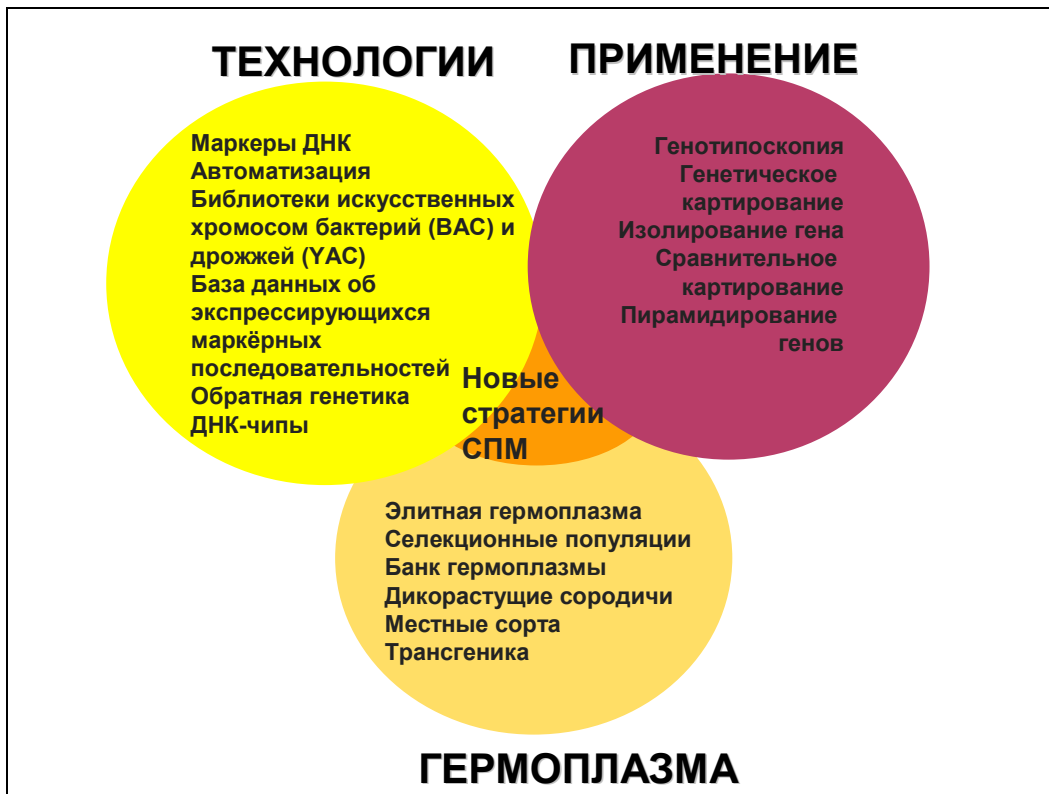 ТЕХНОЛОГИИ
Маркеры ДНК
Автоматизация
Библиотеки искусственных
хромосом бактерий (BAC) и
дрожжей (YAC)
База данных об
экспрессирующихся
маркёрных
последовательностей
Обратная генетика
ДНК-чипы
ПРИМЕНЕНИЕ
Генотипоскопия
Генетическое
картирование
Изолирование гена
Сравнительное
картирование
Пирамидирование
генов
Новые
стратегии
СПМ
Элитная гермоплазма
Селекционные популяции
Банк гермоплазмы
Дикорастущие сородичи
Местные сорта
Трансгеника
ГЕРМОПЛАЗМА